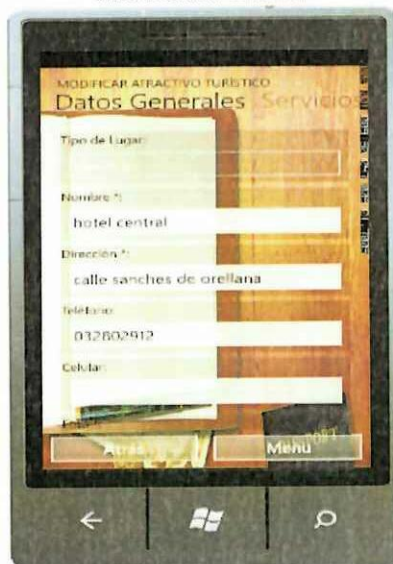 MODIFICAR ATRACTIVO TURÍSTICO
Datos Generales Servicios
Tipo de Lugar:
Nombre *:
hotel central
Dirección *:
calle sanches de orellana
Teléfono:
032802912
Celular:
Atrás Menú